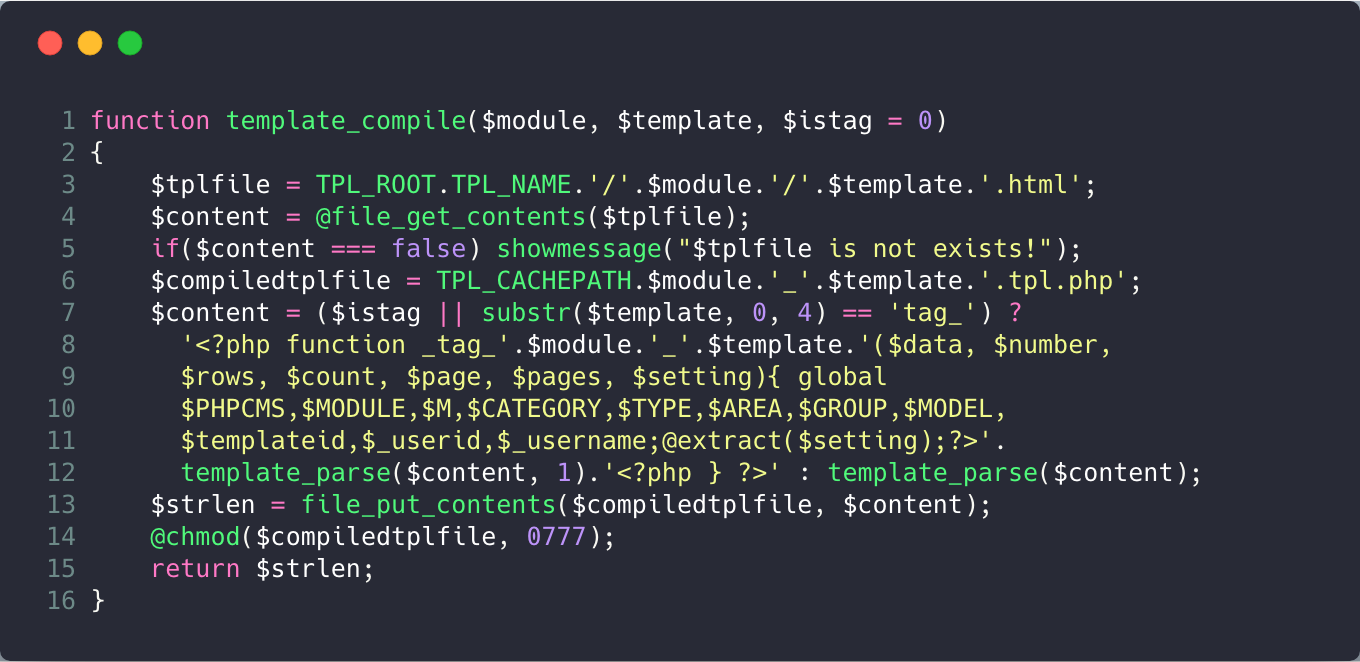 1 function template_compile($module, $template, $istag = 0)
2 {
3     $tplfile = TPL_ROOT.TPL_NAME.'/'.$module.'/'.$template.'.html';
4     $content = @file_get_contents($tplfile);
5     if($content === false) showmessage("$tplfile is not exists!");
6     $compiledtplfile = TPL_CACHEPATH.$module.'_'.$template.'.tpl.php';
7     $content = ($istag || substr($template, 0, 4) == 'tag_') ?
8       '<?php function _tag_'.$module.'_'.$template.'($data, $number,
9       $rows, $count, $page, $pages, $setting){ global
10       $PHPCMS,$MODULE,$M,$CATEGORY,$TYPE,$AREA,$GROUP,$MODEL,
11       $templateid,$_userid,$_username;@extract($setting);?>'.
12       template_parse($content, 1).'<?php } ?>' : template_parse($content);
13     $strlen = file_put_contents($compiledtplfile, $content);
14     @chmod($compiledtplfile, 0777);
15     return $strlen;
16 }